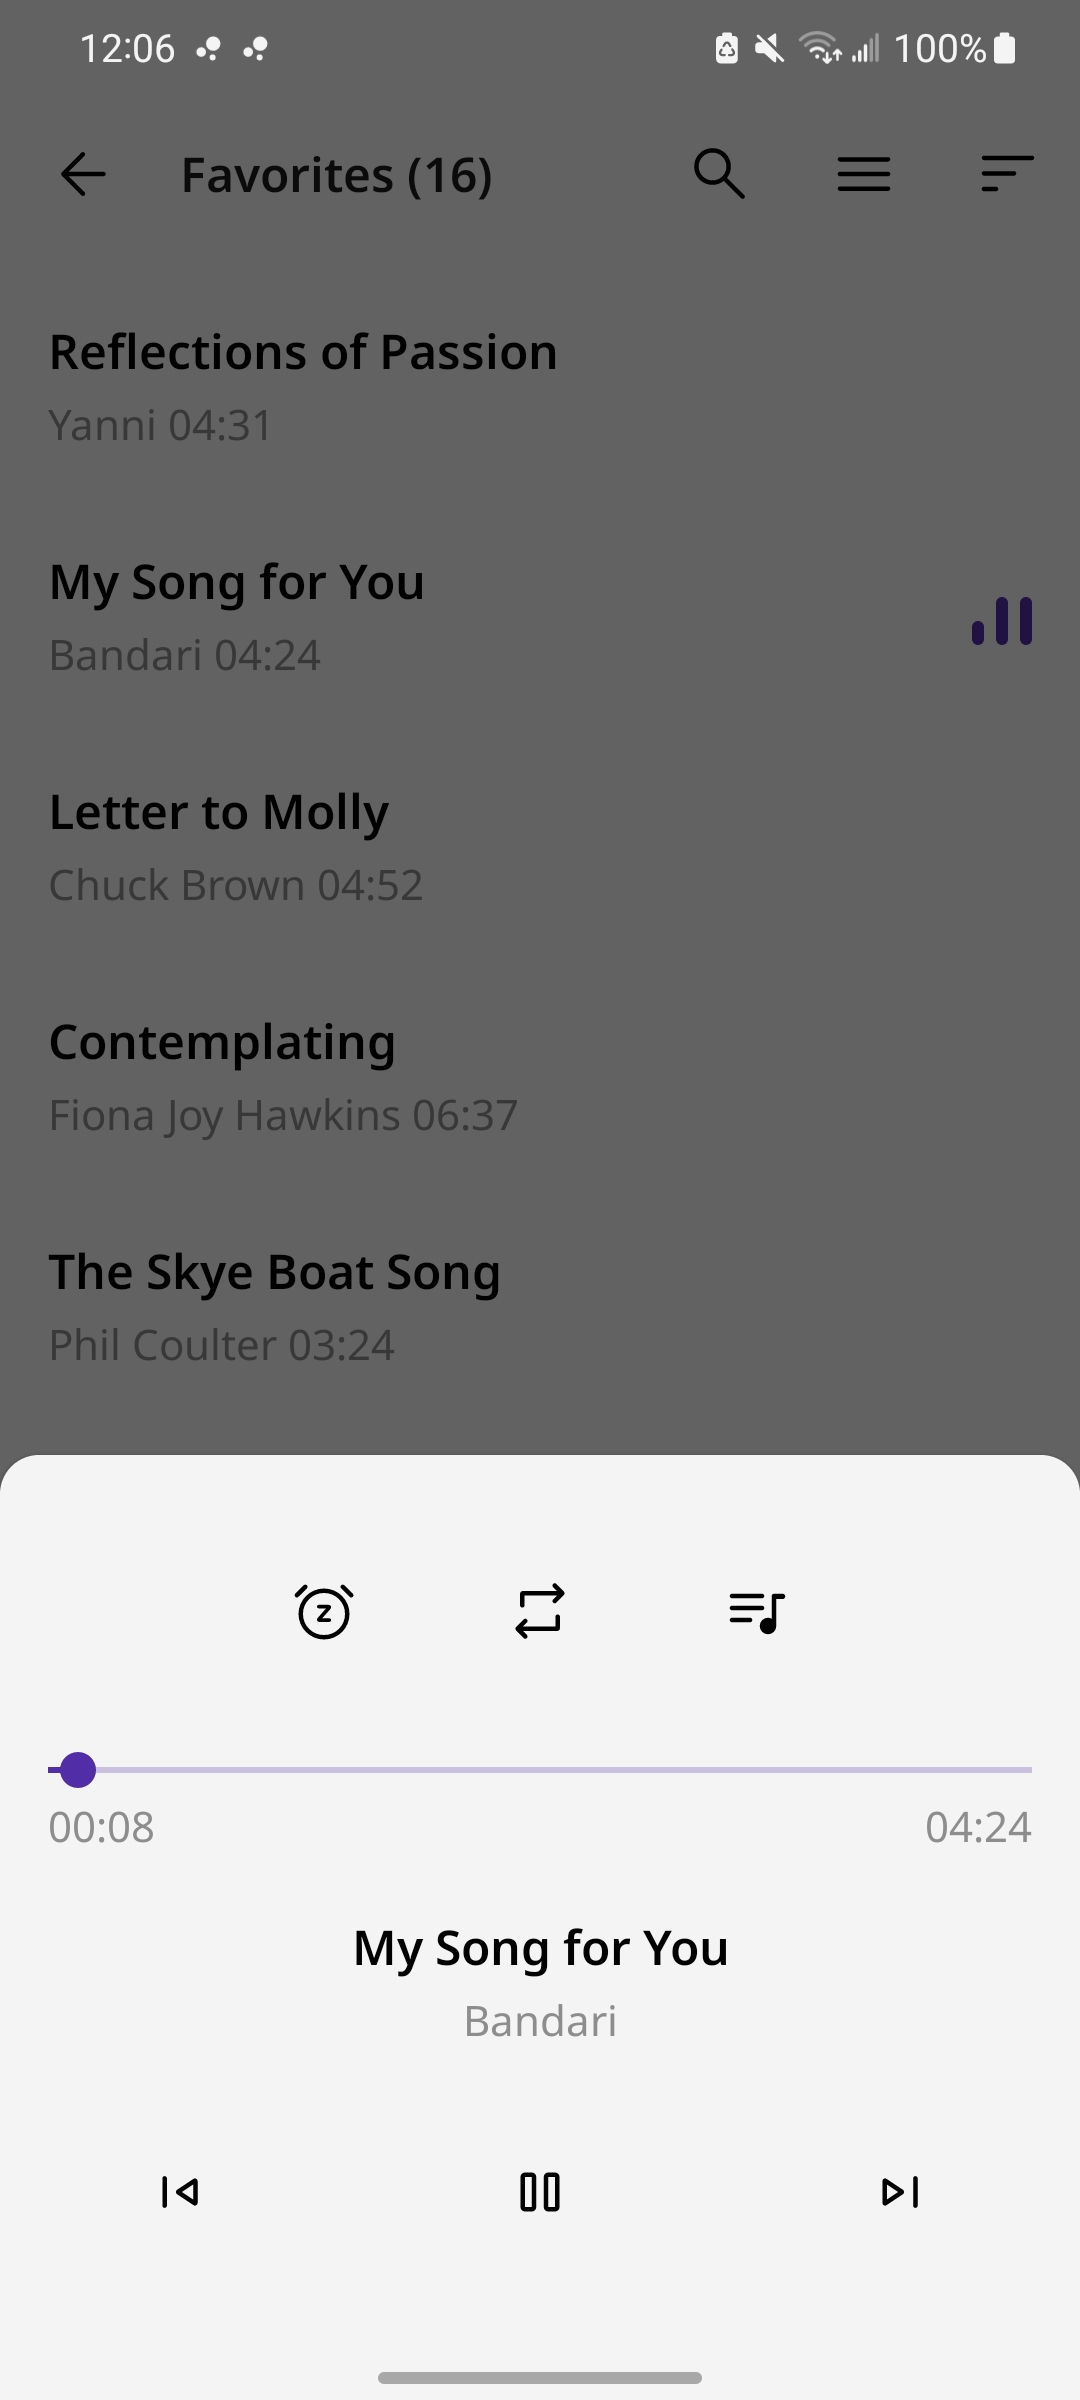 12:06
100%
Favorites (16)
Reflections of Passion
Yanni 04:31
My Song for You
Bandari 04:24
Letter to Molly
Chuck Brown 04:52
Contemplating
Fiona Joy Hawkins 06:37
The Skye Boat Song
Phil Coulter 03:24
00:08
04:24
My Song for You
Bandari